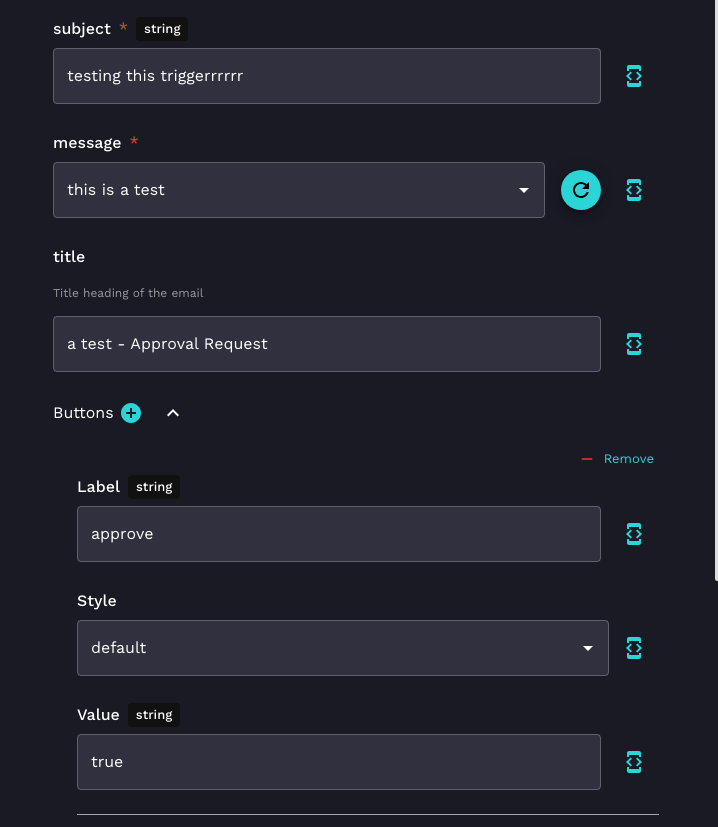 subject * string
testing this triggerrrrrr
message *
this is a test
title
Title heading of the email
a test - Approval Request
Buttons
Remove
Label string
approve
Style
default
Value string
true